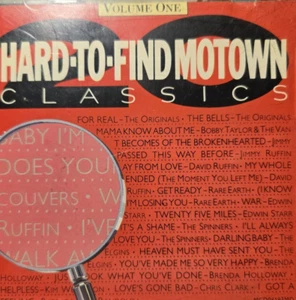 VOLUME ONE
20
HARD-TO-FIND MOTOWN
CLASSICS
FOR REAL - THE ORIGINALS - THE BELLS - THE ORIGINALS
MAMA KNOW ABOUT ME - BOBBY TAYLOR & THE VAN
BABY I'M
T BECOMES OF THE BROKENHEARTED - JIMMY
PASSED THIS WAY BEFORE - JIMMY RUFFIN
DOES YOU
AY FROM LOVE - DAVID RUFFIN - MY WHOLE
ENDED (THE MOMENT YOU LEFT ME) - DAVID
COUVERS - W
RUFFIN - GET READY - RARE EARTH - (I KNOW
I'M LOSING YOU - RARE EARTH - WAR - EDWIN
RUFFIN - I'VE
STARR - TWENTY FIVE MILES - EDWIN STARR
IT'S A SHAME - THE SPINNERS - I'LL ALWAYS
WALK AW
LOVE YOU - THE SPINNERS - DARLING BABY - THE
ELGINS - HEAVEN MUST HAVE SENT YOU - THE
ELGINS - YOU'VE MADE ME SO VERY HAPPY - BRENDA
HOLLOWAY - JUST LOOK WHAT YOU'VE DONE - BRENDA HOLLOWAY
HELPLESS - KIM W
LOVE'S GONE BAD - CHRIS CLARK - I GOT A